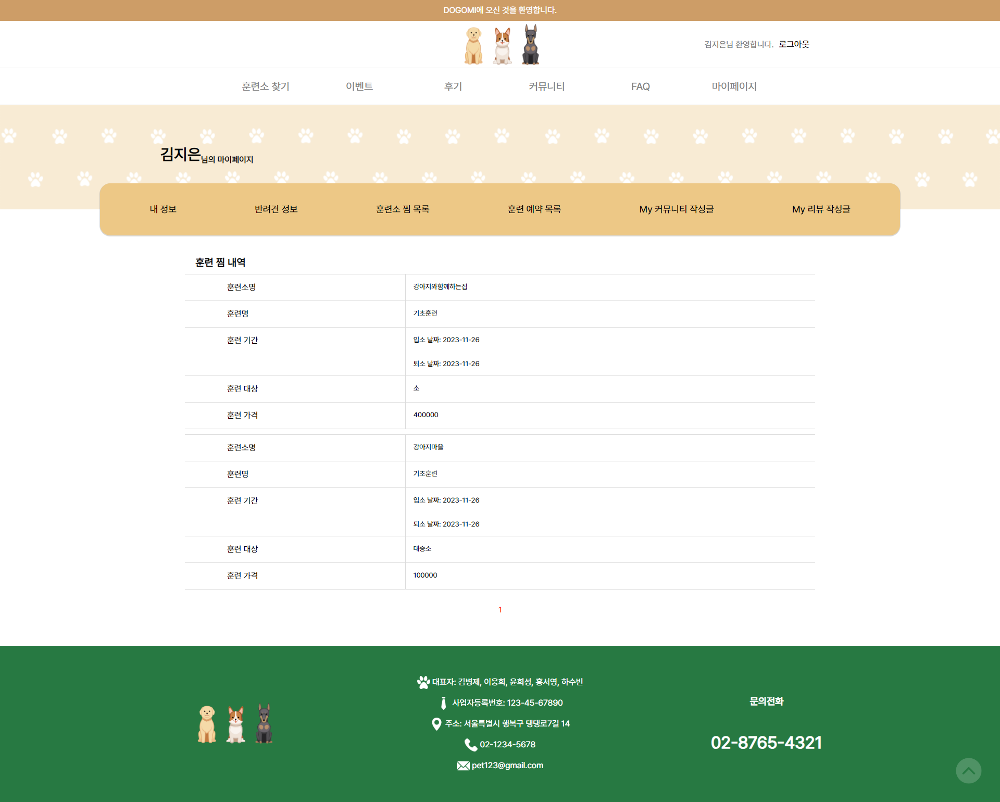 DOGOMI에 오신 것을 환영합니다.
김지은님 환영합니다. 로그아웃
훈련소 찾기 이벤트 후기 커뮤니티 FAQ 마이페이지
김지은님의 마이페이지
내 정보 반려견 정보 훈련소 찜 목록 훈련 예약 목록 My 커뮤니티 작성글 My 리뷰 작성글
훈련 찜 내역
훈련소명 강아지와함께하는집
훈련명 기초훈련
훈련 기간 입소 날짜: 2023-11-26
퇴소 날짜: 2023-11-26
훈련 대상 소
훈련 가격 400000
훈련소명 강아지마을
훈련명 기초훈련
훈련 기간 입소 날짜: 2023-11-26
퇴소 날짜: 2023-11-26
훈련 대상 대중소
훈련 가격 100000
1
대표자: 김병제, 이웅희, 윤희성, 홍서영, 하수빈
사업자등록번호: 123-45-67890
주소: 서울특별시 행복구 댕댕로7길 14
02-1234-5678
pet123@gmail.com
문의전화
02-8765-4321